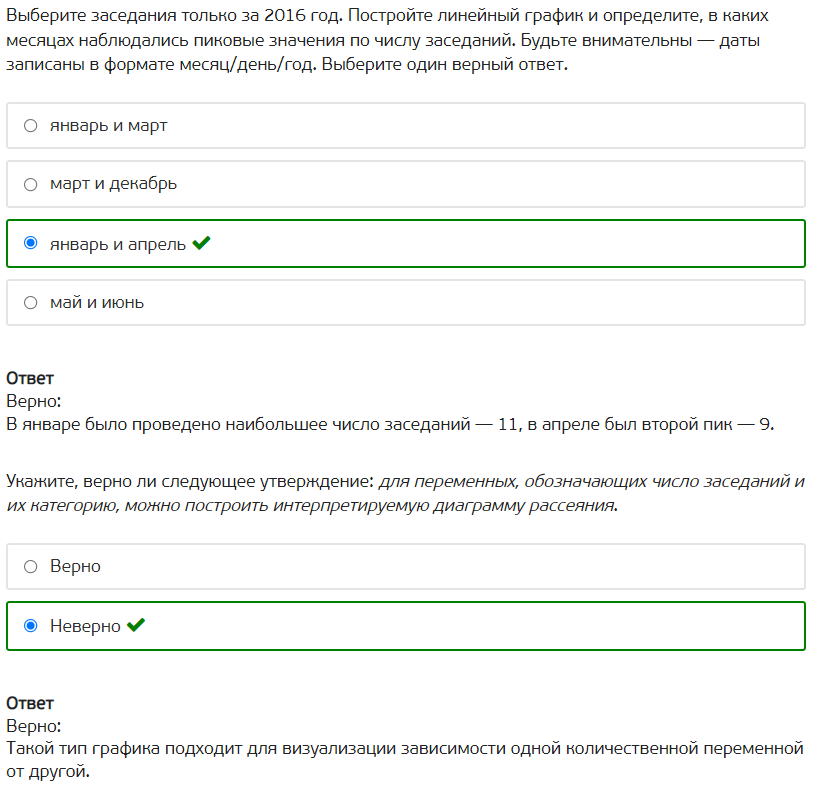 Выберите заседания только за 2016 год. Постройте линейный график и определите, в каких
месяцах наблюдались пиковые значения по числу заседаний. Будьте внимательны — даты
записаны в формате месяц/день/год. Выберите один верный ответ.
январь и март
март и декабрь
январь и апрель
май и июнь
Ответ
Верно:
В январе было проведено наибольшее число заседаний — 11, в апреле был второй пик — 9.
Укажите, верно ли следующее утверждение: для переменных, обозначающих число заседаний и
их категорию, можно построить интерпретируемую диаграмму рассеяния.
Верно
Неверно
Ответ
Верно:
Такой тип графика подходит для визуализации зависимости одной количественной переменной
от другой.